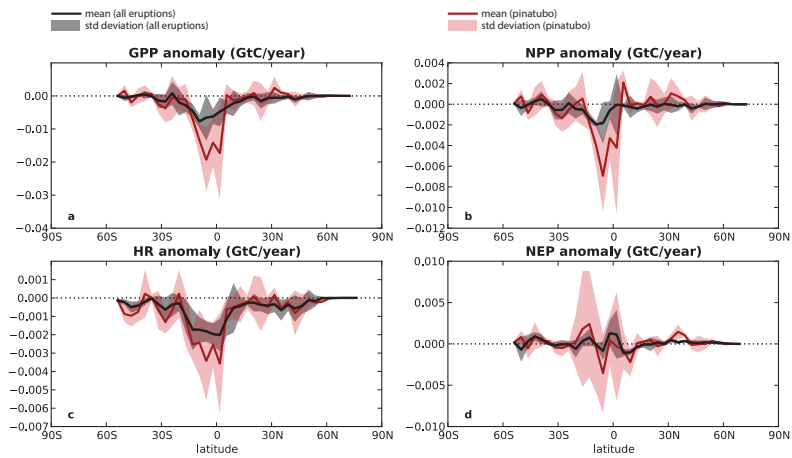 mean (all eruptions)
std deviation (all eruptions)
mean (pinatubo)
std deviation (pinatubo)
GPP anomaly (GtC/year)
0.00
−0.01
−0.02
−0.03
−0.04
a
90S 60S 30S 0 30N 60N 90N
NPP anomaly (GtC/year)
0.004
0.002
0.000
−0.002
−0.004
−0.006
−0.008
−0.010
−0.012
b
90S 60S 30S 0 30N 60N 90N
HR anomaly (GtC/year)
0.001
0.000
−0.001
−0.002
−0.003
−0.004
−0.005
−0.006
−0.007
c
90S 60S 30S 0 30N 60N 90N
latitude
NEP anomaly (GtC/year)
0.010
0.005
0.000
−0.005
−0.010
d
90S 60S 30S 0 30N 60N 90N
latitude